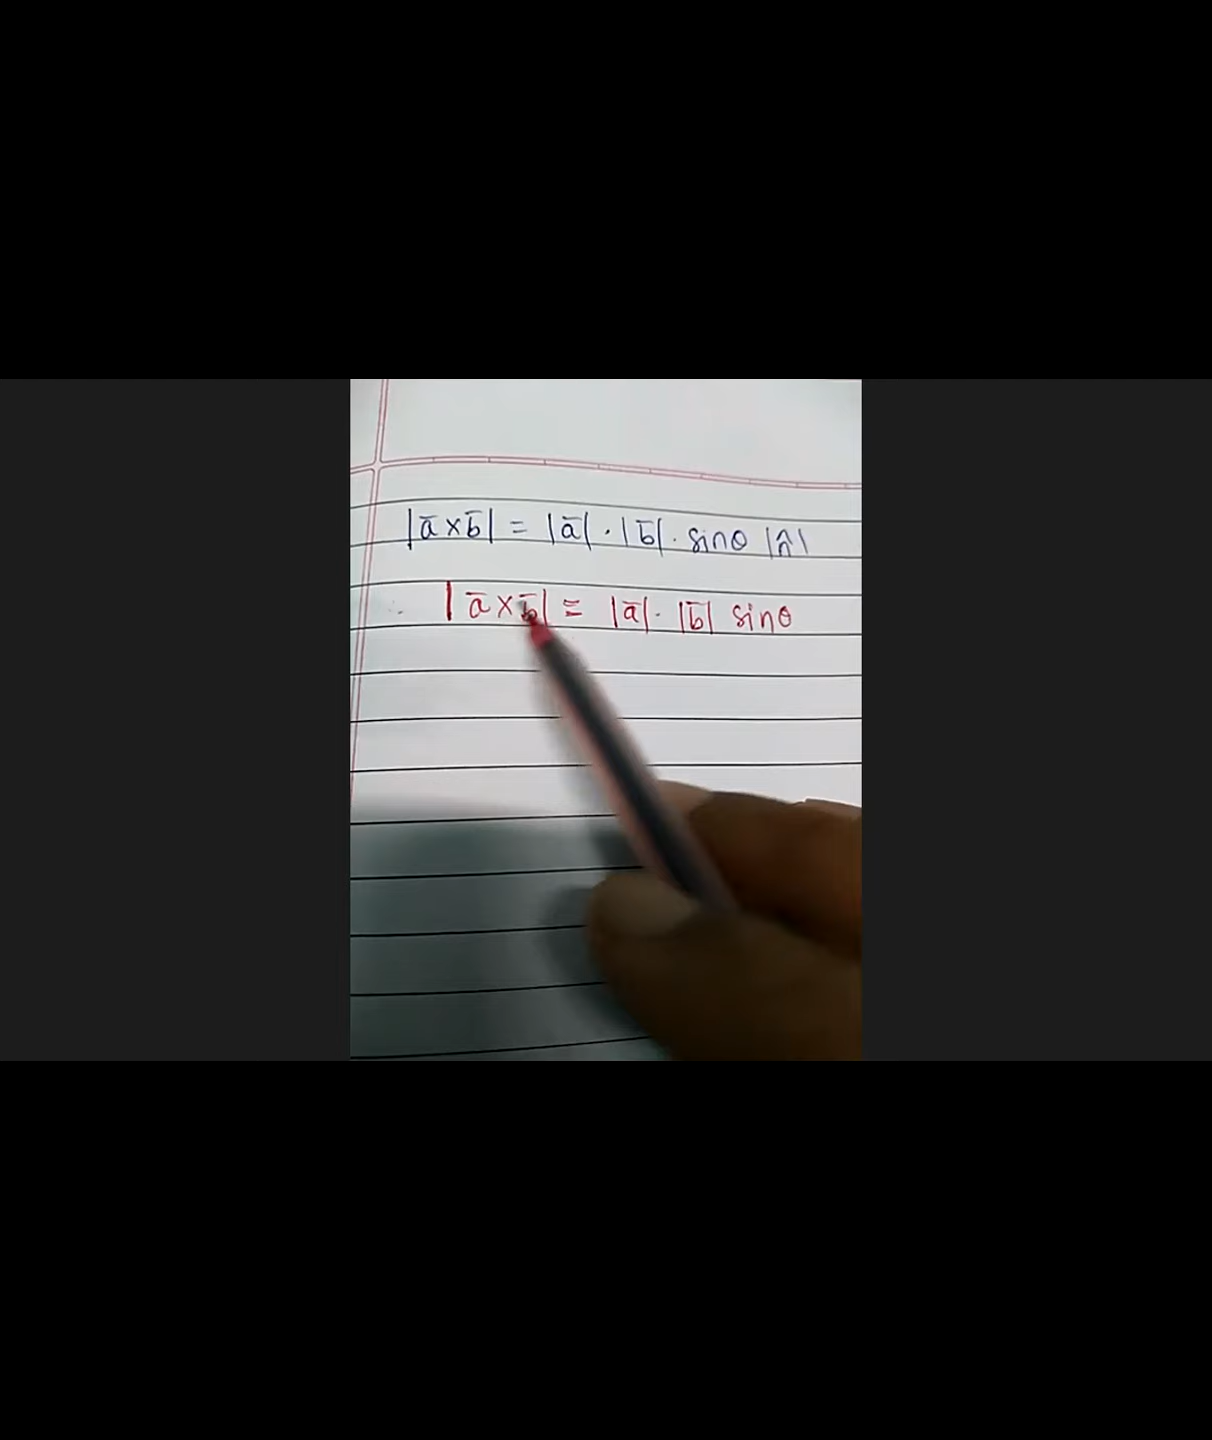 |a̅ × b̅| = |a̅| · |b̅| · sinθ |n̂|
|a̅ × b̅| = |a̅| · |b̅| sinθ